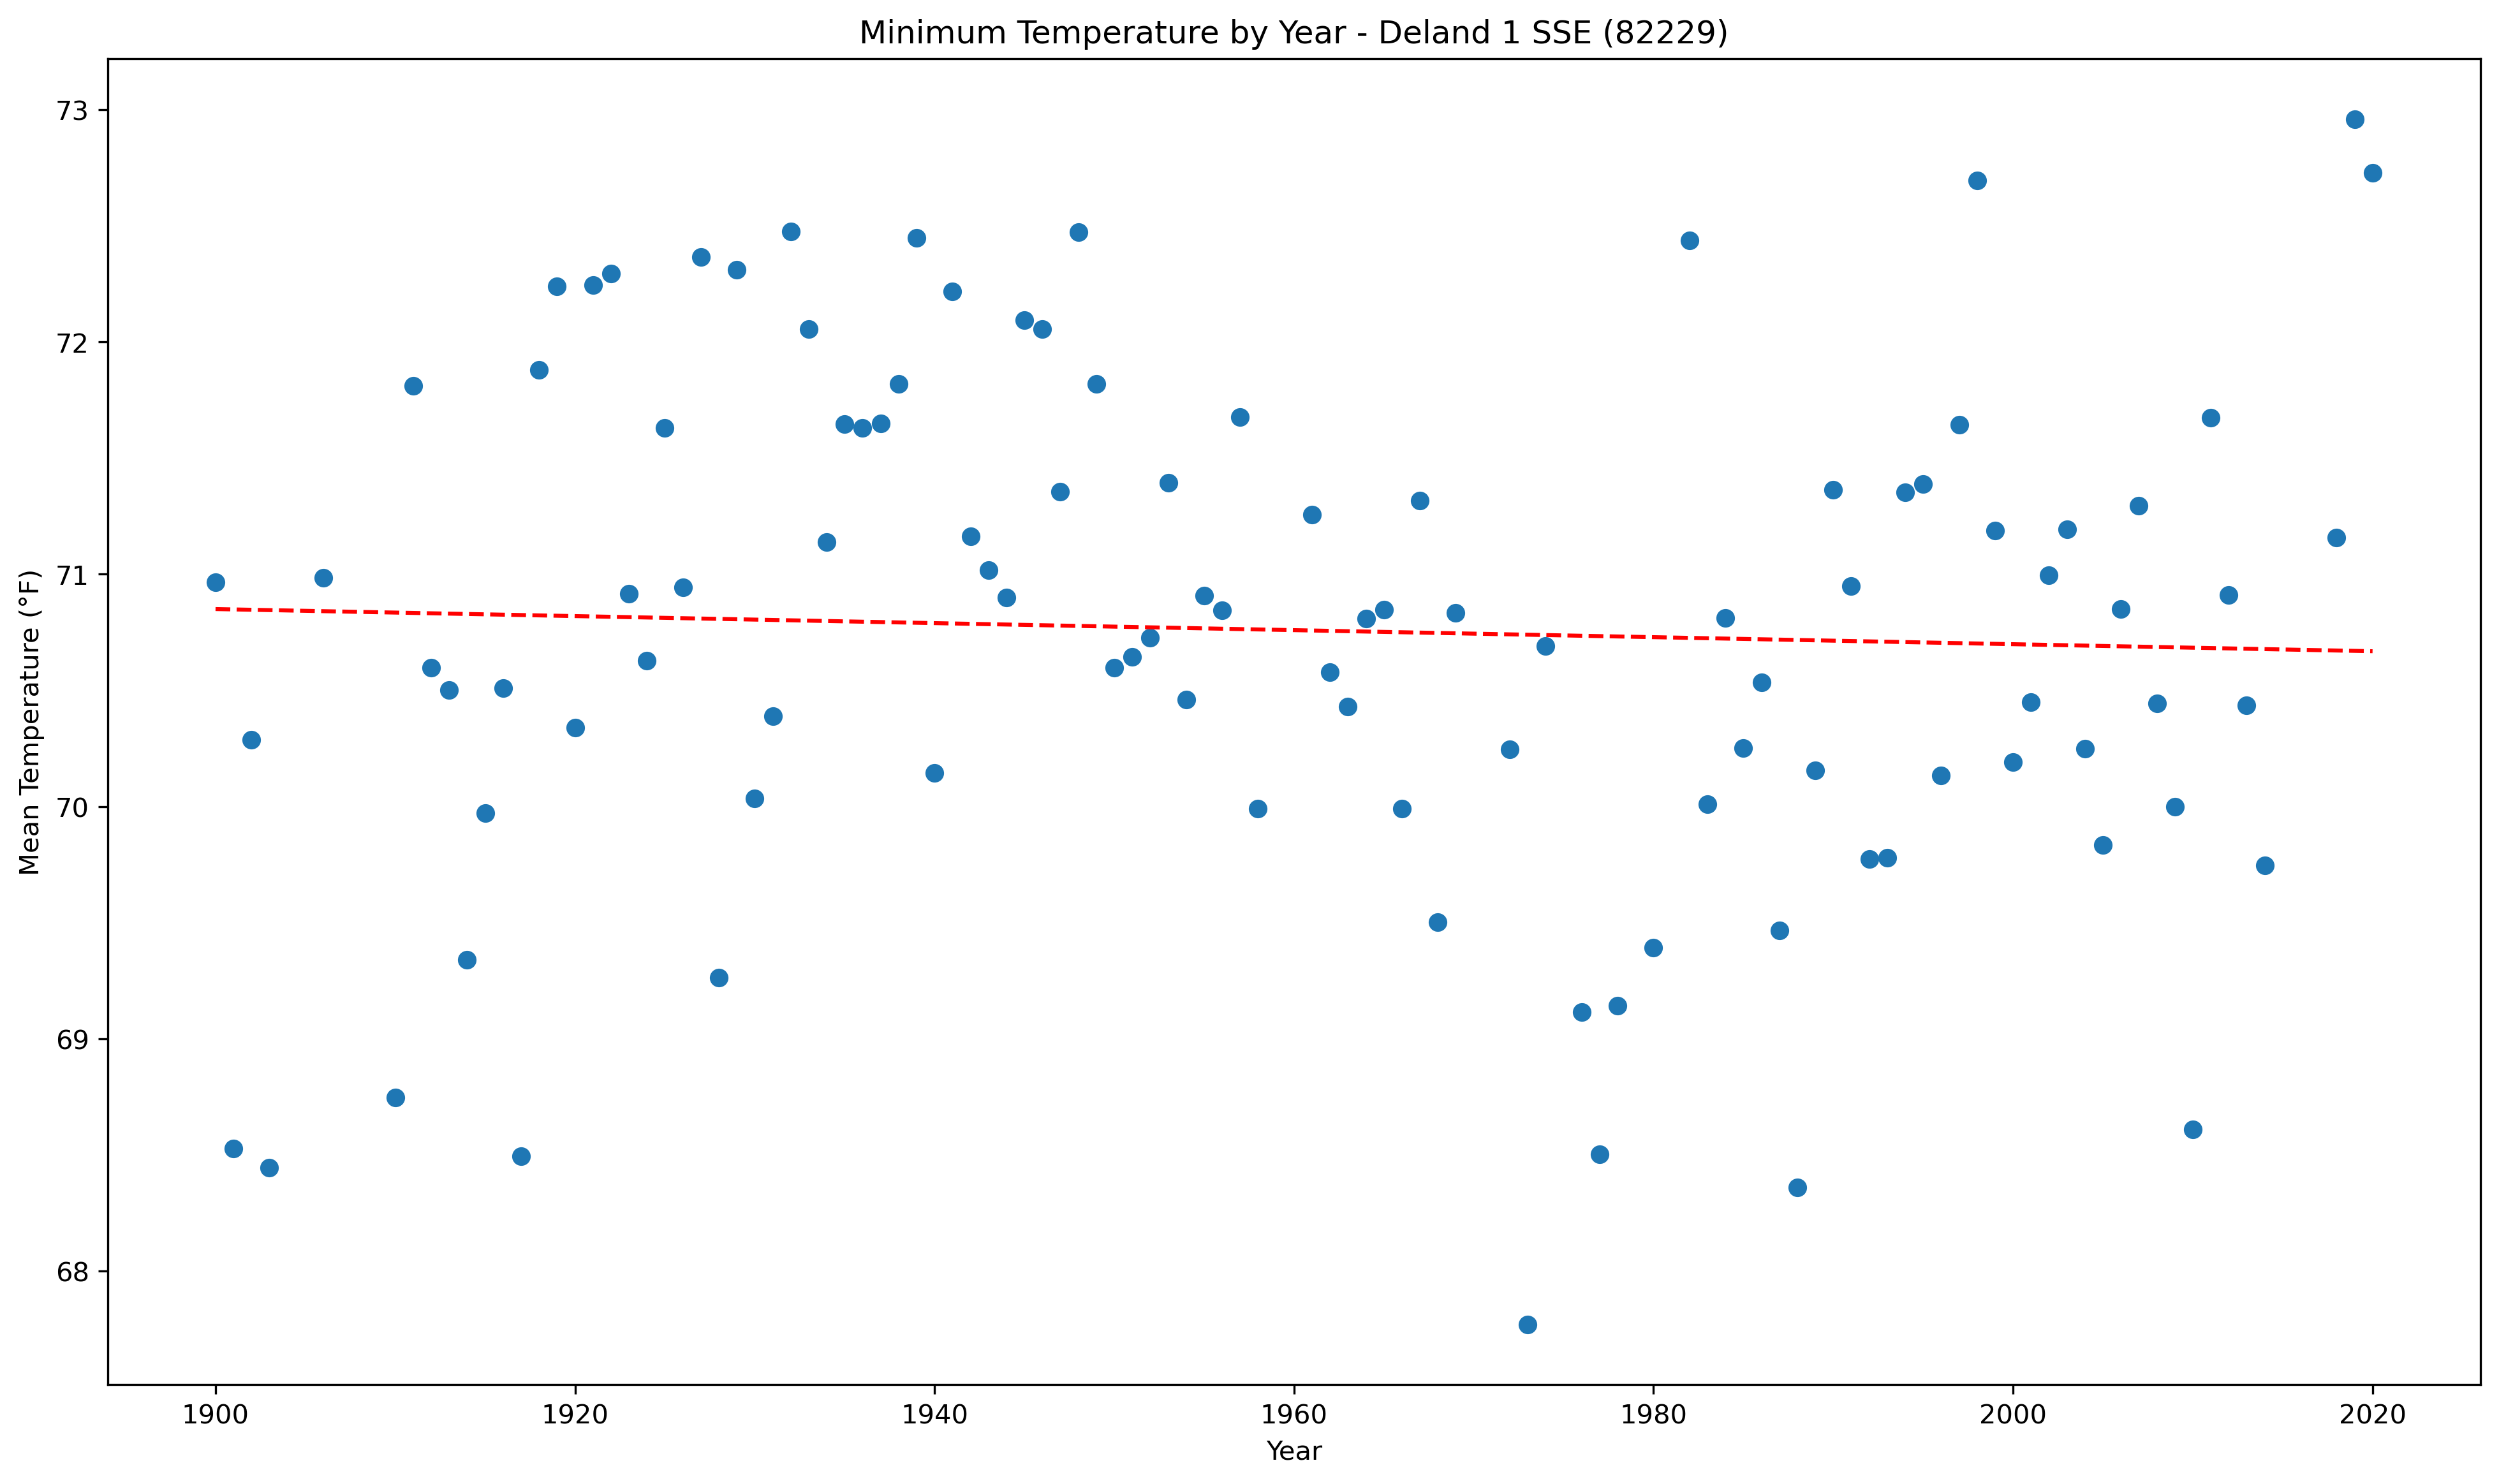 Minimum Temperature by Year - Deland 1 SSE (82229)
Mean Temperature (°F)
73
72
71
70
69
68
1900 1920 1940 1960 1980 2000 2020
Year